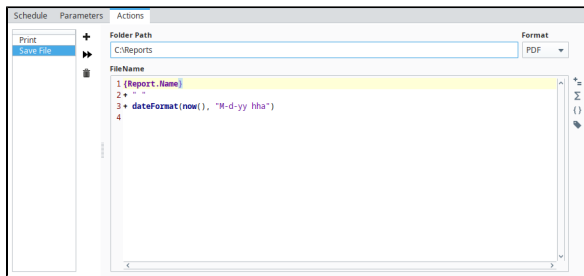 Schedule Parameters Actions
Print
Save File
Folder Path
Format
C:\Reports
PDF
FileName
1 {Report.Name}
2 + " "
3 + dateFormat(now(), "M-d-yy hha")
4